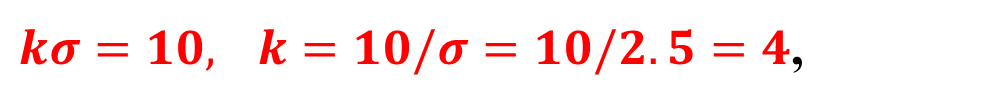 kσ = 10, k = 10/σ = 10/2.5 = 4,